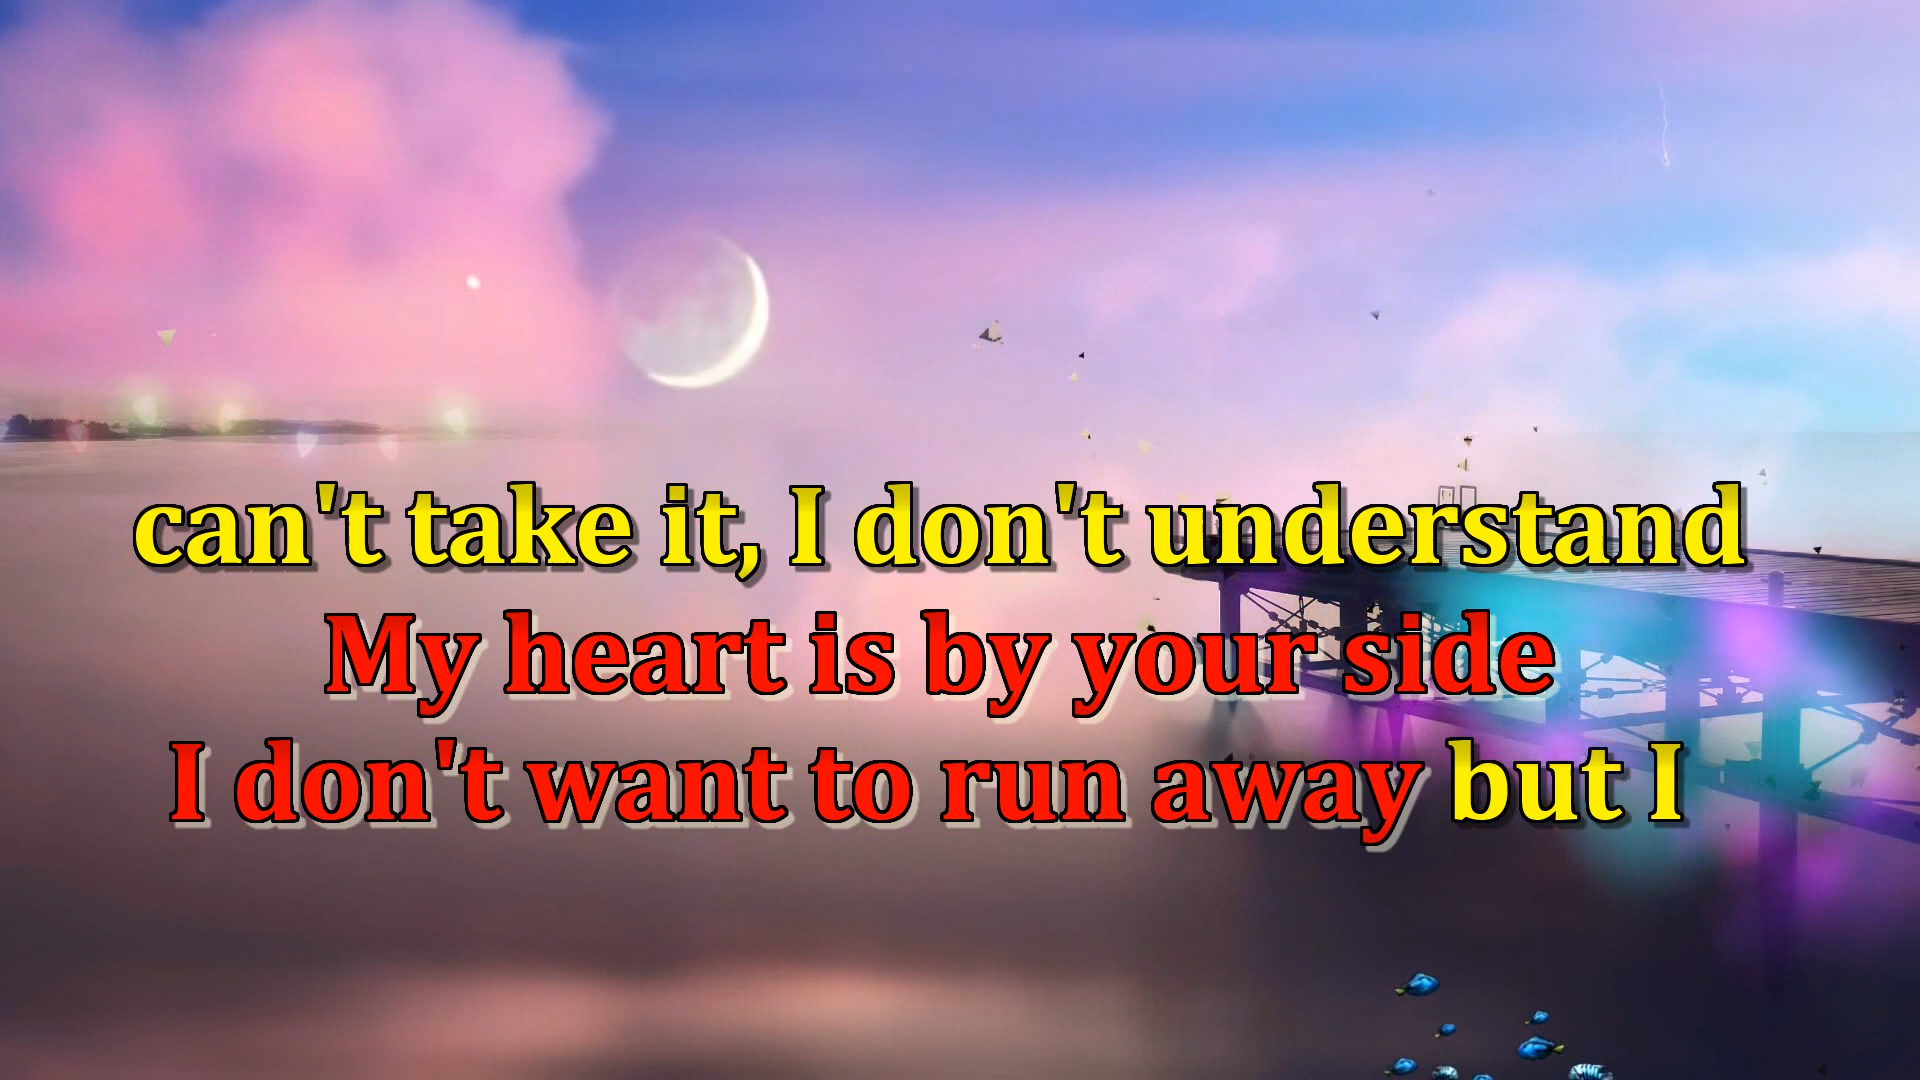 can't take it, I don't understand
My heart is by your side
I don't want to run away but I